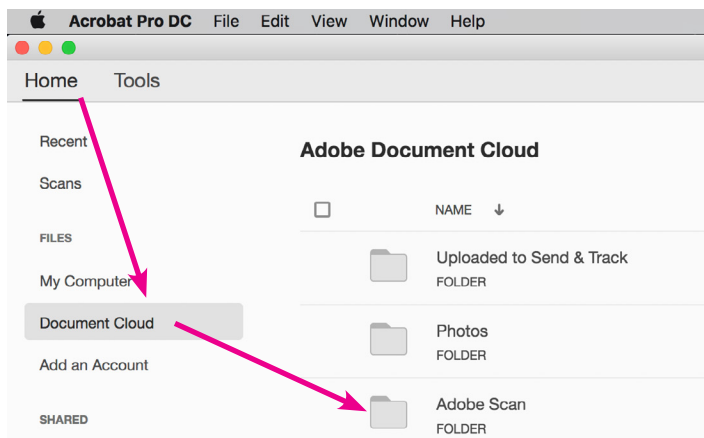 Acrobat Pro DC File Edit View Window Help
Home Tools
Recent
Scans
FILES
My Computer
Document Cloud
Add an Account
SHARED
Adobe Document Cloud
NAME
Uploaded to Send & Track
FOLDER
Photos
FOLDER
Adobe Scan
FOLDER